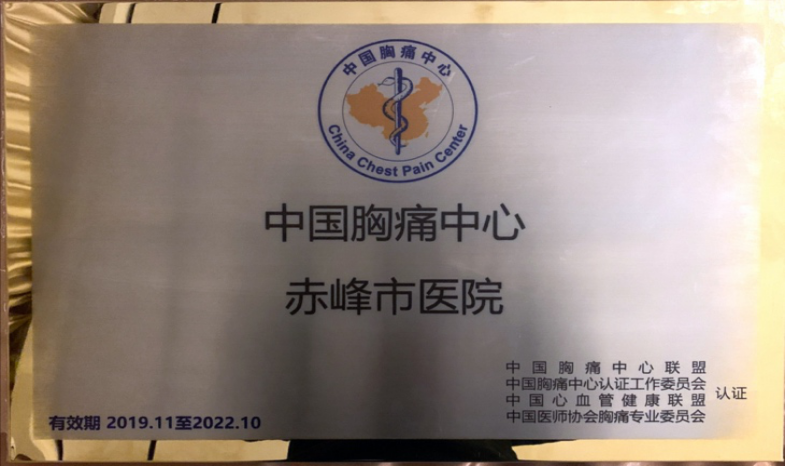 中国胸痛中心
China Chest Pain Center
中国胸痛中心
赤峰市医院
中国胸痛中心联盟
中国胸痛中心认证工作委员会
中国心血管健康联盟
中国医师协会胸痛专业委员会
认证
有效期 2019.11至2022.10